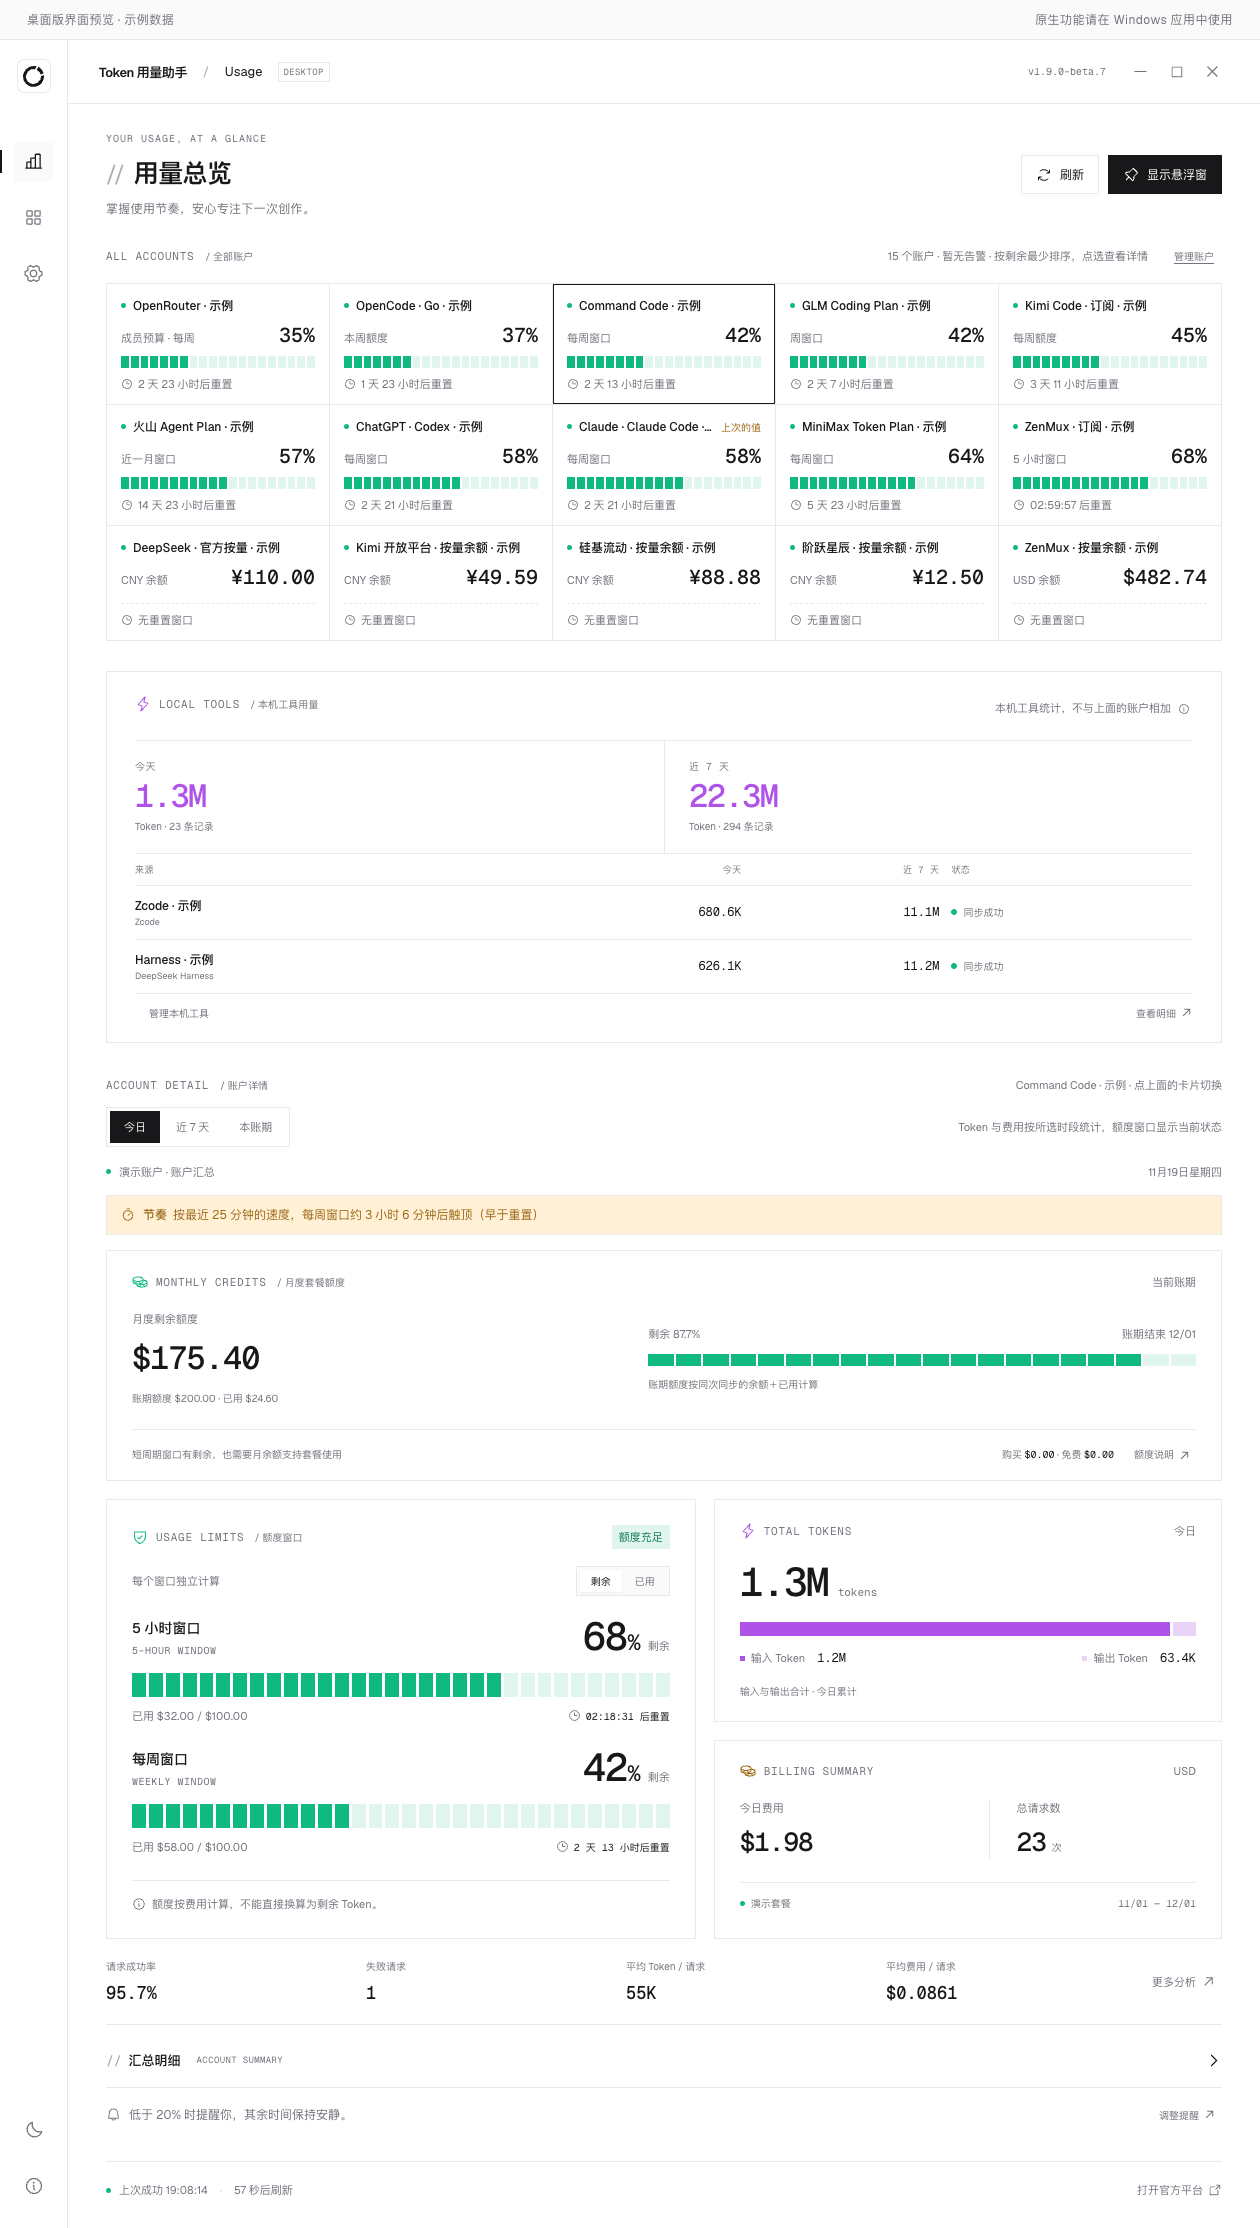 桌面版界面预览 · 示例数据
原生功能请在 Windows 应用中使用
Token 用量助手 / Usage DESKTOP
v1.9.0-beta.7
YOUR USAGE, AT A GLANCE
// 用量总览
掌握使用节奏，安心专注下一次创作。
刷新
显示悬浮窗
ALL ACCOUNTS / 全部账户
15 个账户 · 暂无告警 · 按剩余最少排序，点选查看详情
管理账户
OpenRouter · 示例
成员预算 · 每周 35%
2 天 23 小时后重置
OpenCode · Go · 示例
本周额度 37%
1 天 23 小时后重置
Command Code · 示例
每周窗口 42%
2 天 13 小时后重置
GLM Coding Plan · 示例
周窗口 42%
2 天 7 小时后重置
Kimi Code · 订阅 · 示例
每周额度 45%
3 天 11 小时后重置
火山 Agent Plan · 示例
近一月窗口 57%
14 天 23 小时后重置
ChatGPT · Codex · 示例
每周窗口 58%
2 天 21 小时后重置
Claude · Claude Code ·... 上次的值
每周窗口 58%
2 天 21 小时后重置
MiniMax Token Plan · 示例
每周窗口 64%
5 天 23 小时后重置
ZenMux · 订阅 · 示例
5 小时窗口 68%
02:59:57 后重置
DeepSeek · 官方按量 · 示例
CNY 余额 ¥110.00
无重置窗口
Kimi 开放平台 · 按量余额 · 示例
CNY 余额 ¥49.59
无重置窗口
硅基流动 · 按量余额 · 示例
CNY 余额 ¥88.88
无重置窗口
阶跃星辰 · 按量余额 · 示例
CNY 余额 ¥12.50
无重置窗口
ZenMux · 按量余额 · 示例
USD 余额 $482.74
无重置窗口
LOCAL TOOLS / 本机工具用量
本机工具统计，不与上面的账户相加
今天
1.3M
Token · 23 条记录
近 7 天
22.3M
Token · 294 条记录
来源 今天 近 7 天 状态
Zcode · 示例
Zcode
680.6K 11.1M 同步成功
Harness · 示例
DeepSeek Harness
626.1K 11.2M 同步成功
管理本机工具
查看明细
ACCOUNT DETAIL / 账户详情
Command Code · 示例 · 点上面的卡片切换
今日 近 7 天 本账期
Token 与费用按所选时段统计，额度窗口显示当前状态
演示账户 · 账户汇总
11月19日星期四
节奏 按最近 25 分钟的速度，每周窗口约 3 小时 6 分钟后触顶（早于重置）
MONTHLY CREDITS / 月度套餐额度
当前账期
月度剩余额度
$175.40
账期额度 $200.00 · 已用 $24.60
剩余 87.7%
账期结束 12/01
账期额度按同次同步的余额＋已用计算
短周期窗口有剩余，也需要月余额支持套餐使用
购买 $0.00 · 免费 $0.00
额度说明
USAGE LIMITS / 额度窗口
额度充足
每个窗口独立计算
剩余 已用
5 小时窗口
5-HOUR WINDOW
68% 剩余
已用 $32.00 / $100.00
02:18:31 后重置
每周窗口
WEEKLY WINDOW
42% 剩余
已用 $58.00 / $100.00
2 天 13 小时后重置
额度按费用计算，不能直接换算为剩余 Token。
TOTAL TOKENS
今日
1.3M tokens
输入 Token 1.2M
输出 Token 63.4K
输入与输出合计 · 今日累计
BILLING SUMMARY
USD
今日费用
$1.98
总请求数
23 次
演示套餐
11/01 — 12/01
请求成功率
95.7%
失败请求
1
平均 Token / 请求
55K
平均费用 / 请求
$0.0861
更多分析
// 汇总明细 ACCOUNT SUMMARY
低于 20% 时提醒你，其余时间保持安静。
调整提醒
上次成功 19:08:14 · 57 秒后刷新
打开官方平台